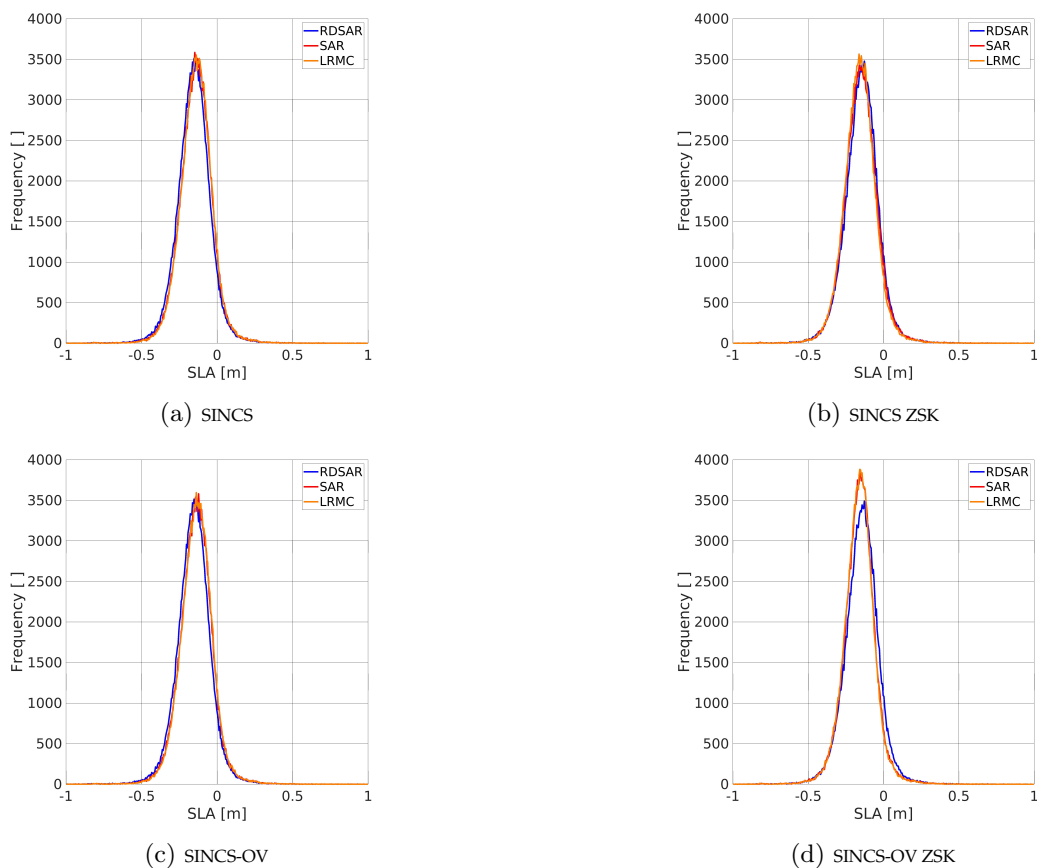 4000
3500
3000
2500
2000
1500
1000
500
0
Frequency [ ]
-1
-0.5
0
0.5
1
SLA [m]
RDSAR
SAR
LRMC
(a) SINCS
4000
3500
3000
2500
2000
1500
1000
500
0
Frequency [ ]
-1
-0.5
0
0.5
1
SLA [m]
RDSAR
SAR
LRMC
(b) SINCS ZSK
4000
3500
3000
2500
2000
1500
1000
500
0
Frequency [ ]
-1
-0.5
0
0.5
1
SLA [m]
RDSAR
SAR
LRMC
(c) SINCS-OV
4000
3500
3000
2500
2000
1500
1000
500
0
Frequency [ ]
-1
-0.5
0
0.5
1
SLA [m]
RDSAR
SAR
LRMC
(d) SINCS-OV ZSK